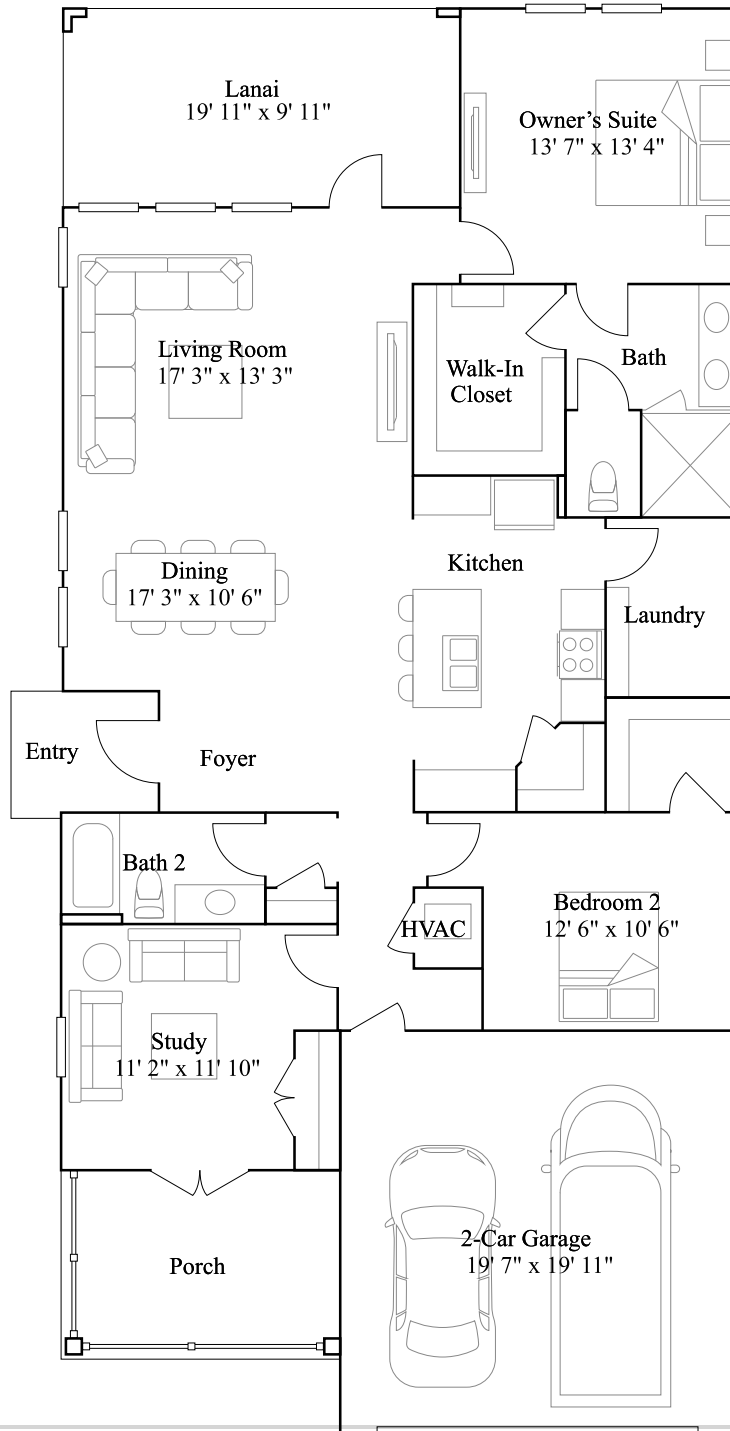 Lanai
19' 11" x 9' 11"
Owner’s Suite
13' 7" x 13' 4"
Living Room
17' 3" x 13' 3"
Walk-In
Closet
Bath
Kitchen
Dining
17' 3" x 10' 6"
Laundry
Entry
Foyer
Bath 2
Bedroom 2
12' 6" x 10' 6"
HVAC
Study
11' 2" x 11' 10"
2-Car Garage
19' 7" x 19' 11"
Porch